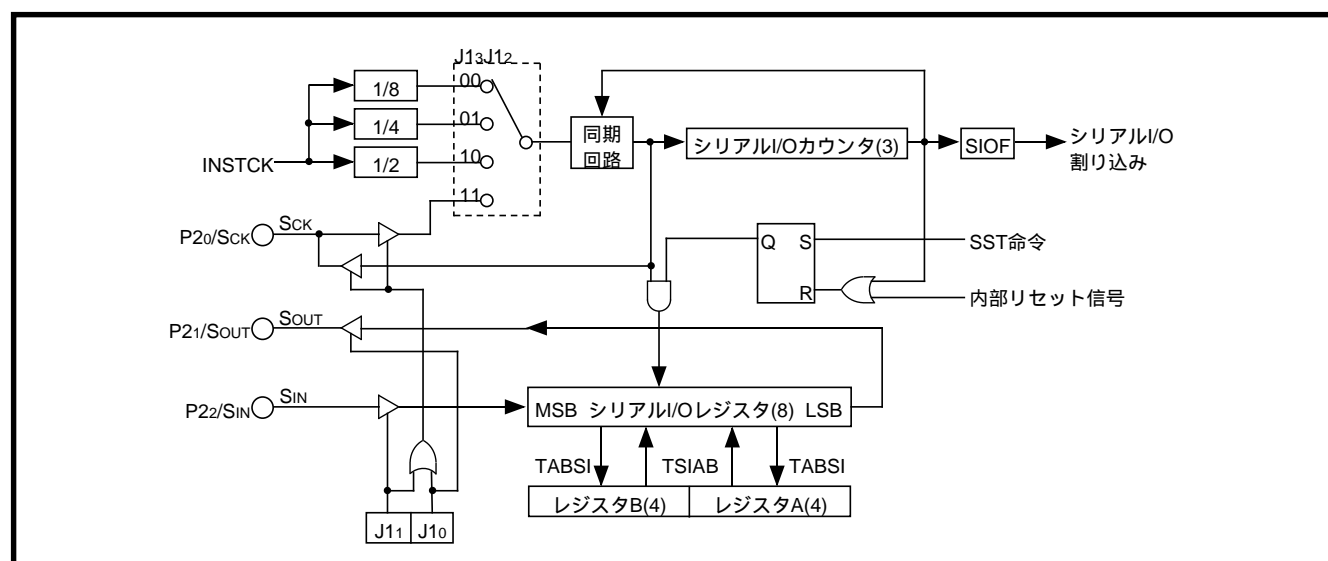 J13J12
00
1/8
01
1/4
10
1/2
11
INSTCK
同期
回路
シリアルI/Oカウンタ(3)
SIOF
シリアルI/O
割り込み
P20/SCK
SCK
Q S
R
SST命令
内部リセット信号
P21/SOUT
SOUT
P22/SIN
SIN
MSB シリアルI/Oレジスタ(8) LSB
TABSI
TSIAB
TABSI
レジスタB(4)
レジスタA(4)
J11
J10